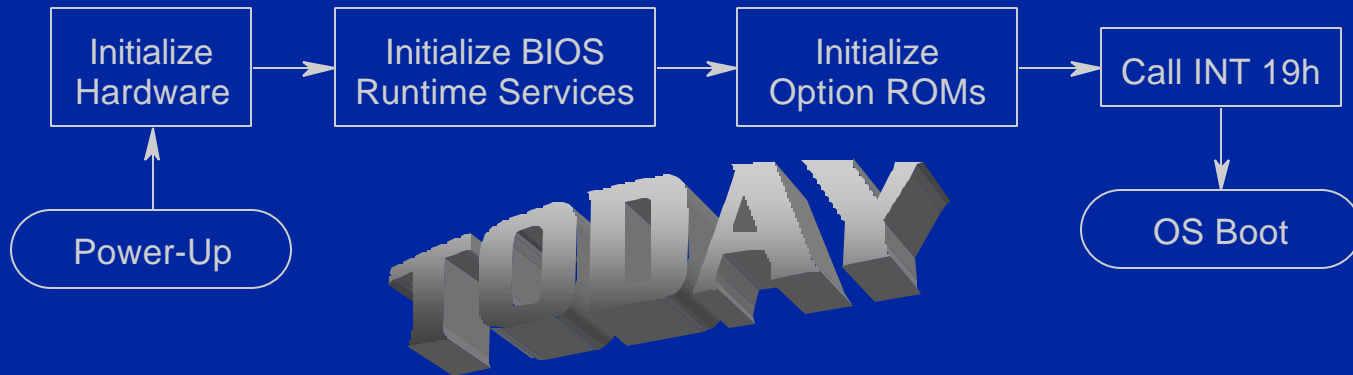 Initialize
Hardware
Initialize BIOS
Runtime Services
Initialize
Option ROMs
Call INT 19h
Power-Up
TODAY
OS Boot